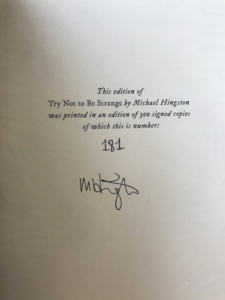 This edition of
Try Not to Be Strange by Michael Hingston
was printed in an edition of 300 signed copies
of which this is number:
181